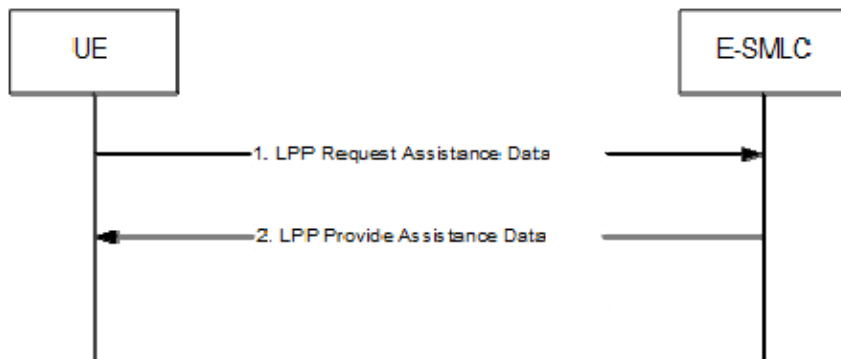 UE
E-SMLC
1. LPP Request Assistance Data
2. LPP Provide Assistance Data